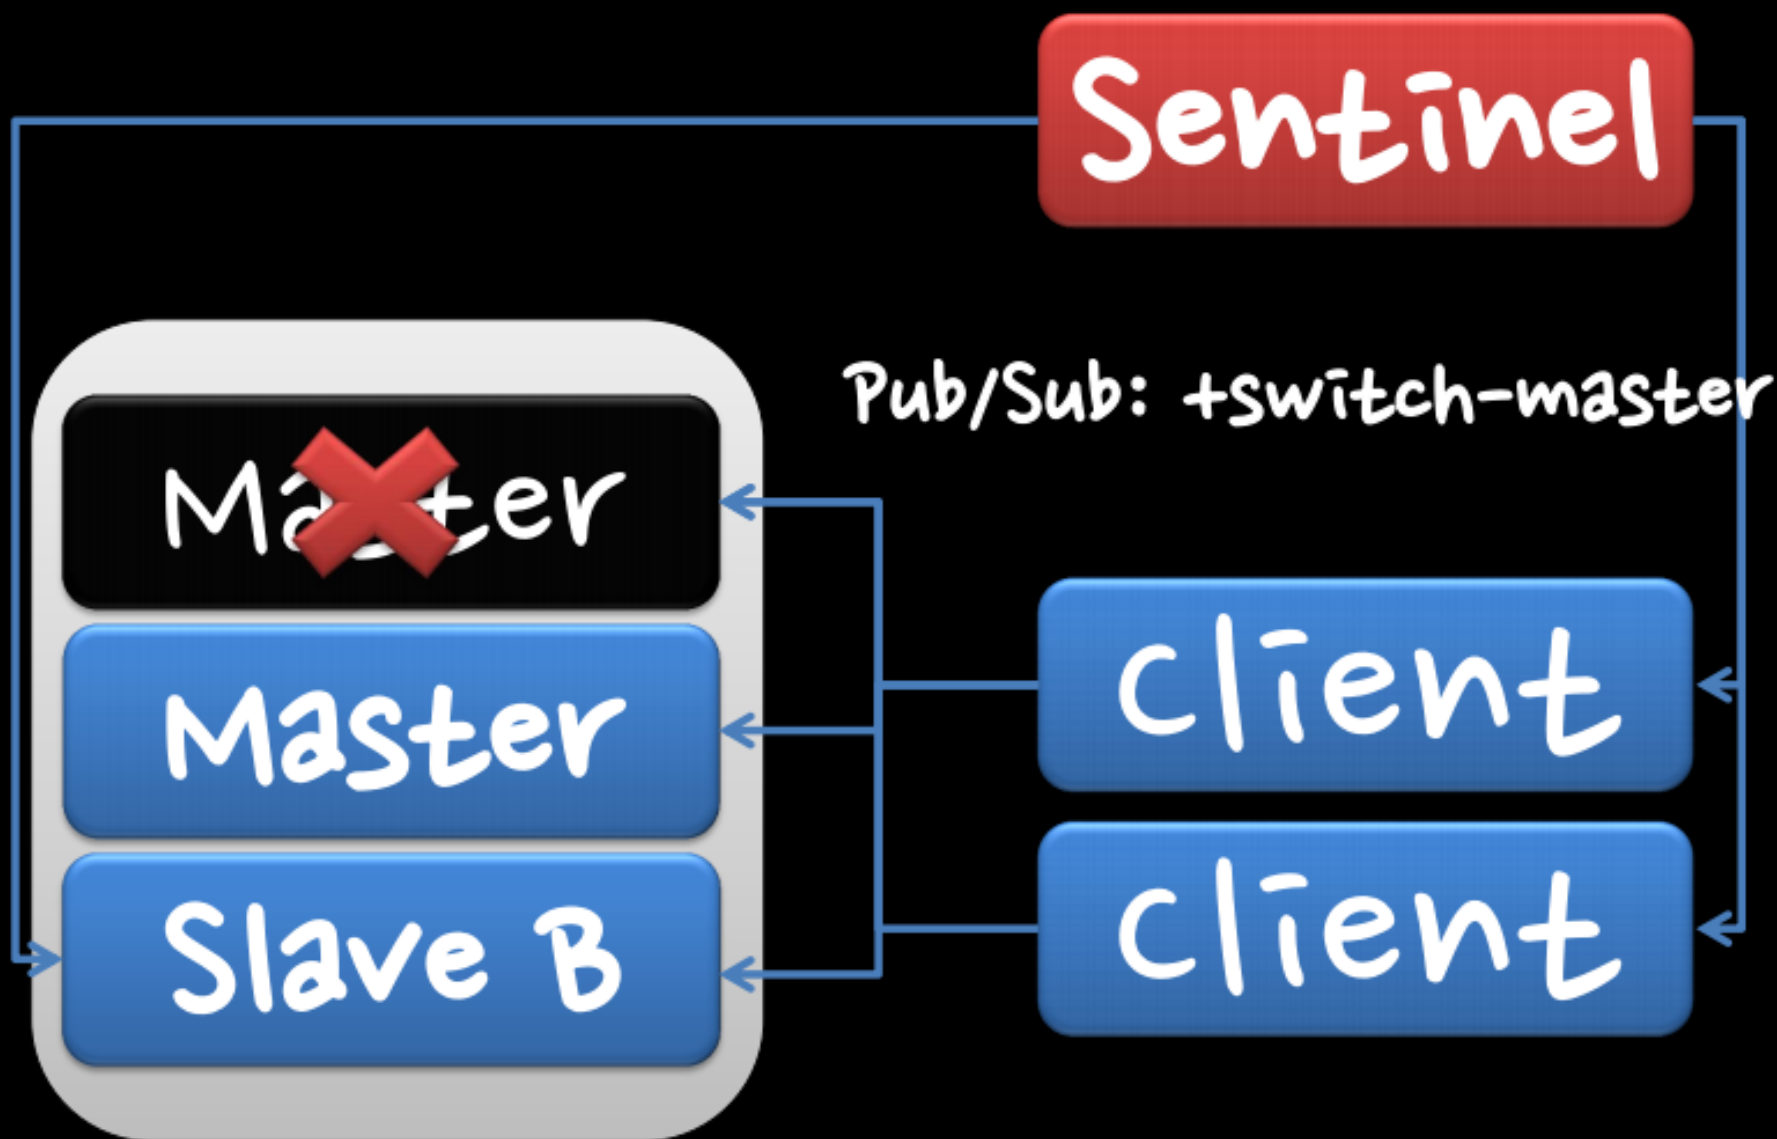 Sentinel
Pub/Sub: +switch-master
Master
Master
Slave B
client
client